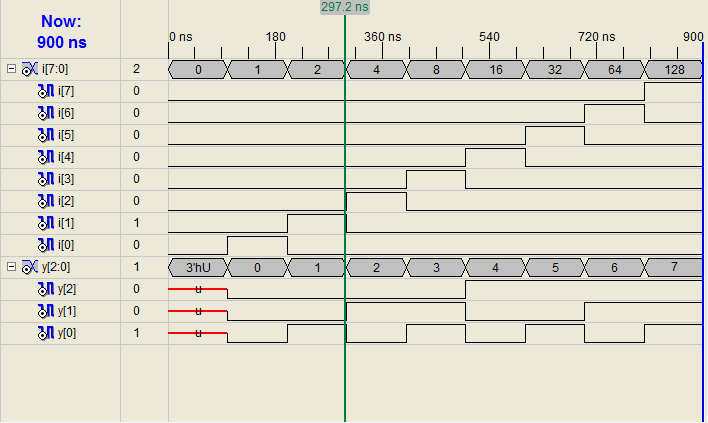 297.2 ns
Now:
900 ns
0 ns 180 360 ns 540 720 ns 900
i[7:0] 2 0 1 2 4 8 16 32 64 128
i[7] 0
i[6] 0
i[5] 0
i[4] 0
i[3] 0
i[2] 0
i[1] 1
i[0] 0
y[2:0] 1 3'hU 0 1 2 3 4 5 6 7
y[2] 0 u
y[1] 0 u
y[0] 1 u